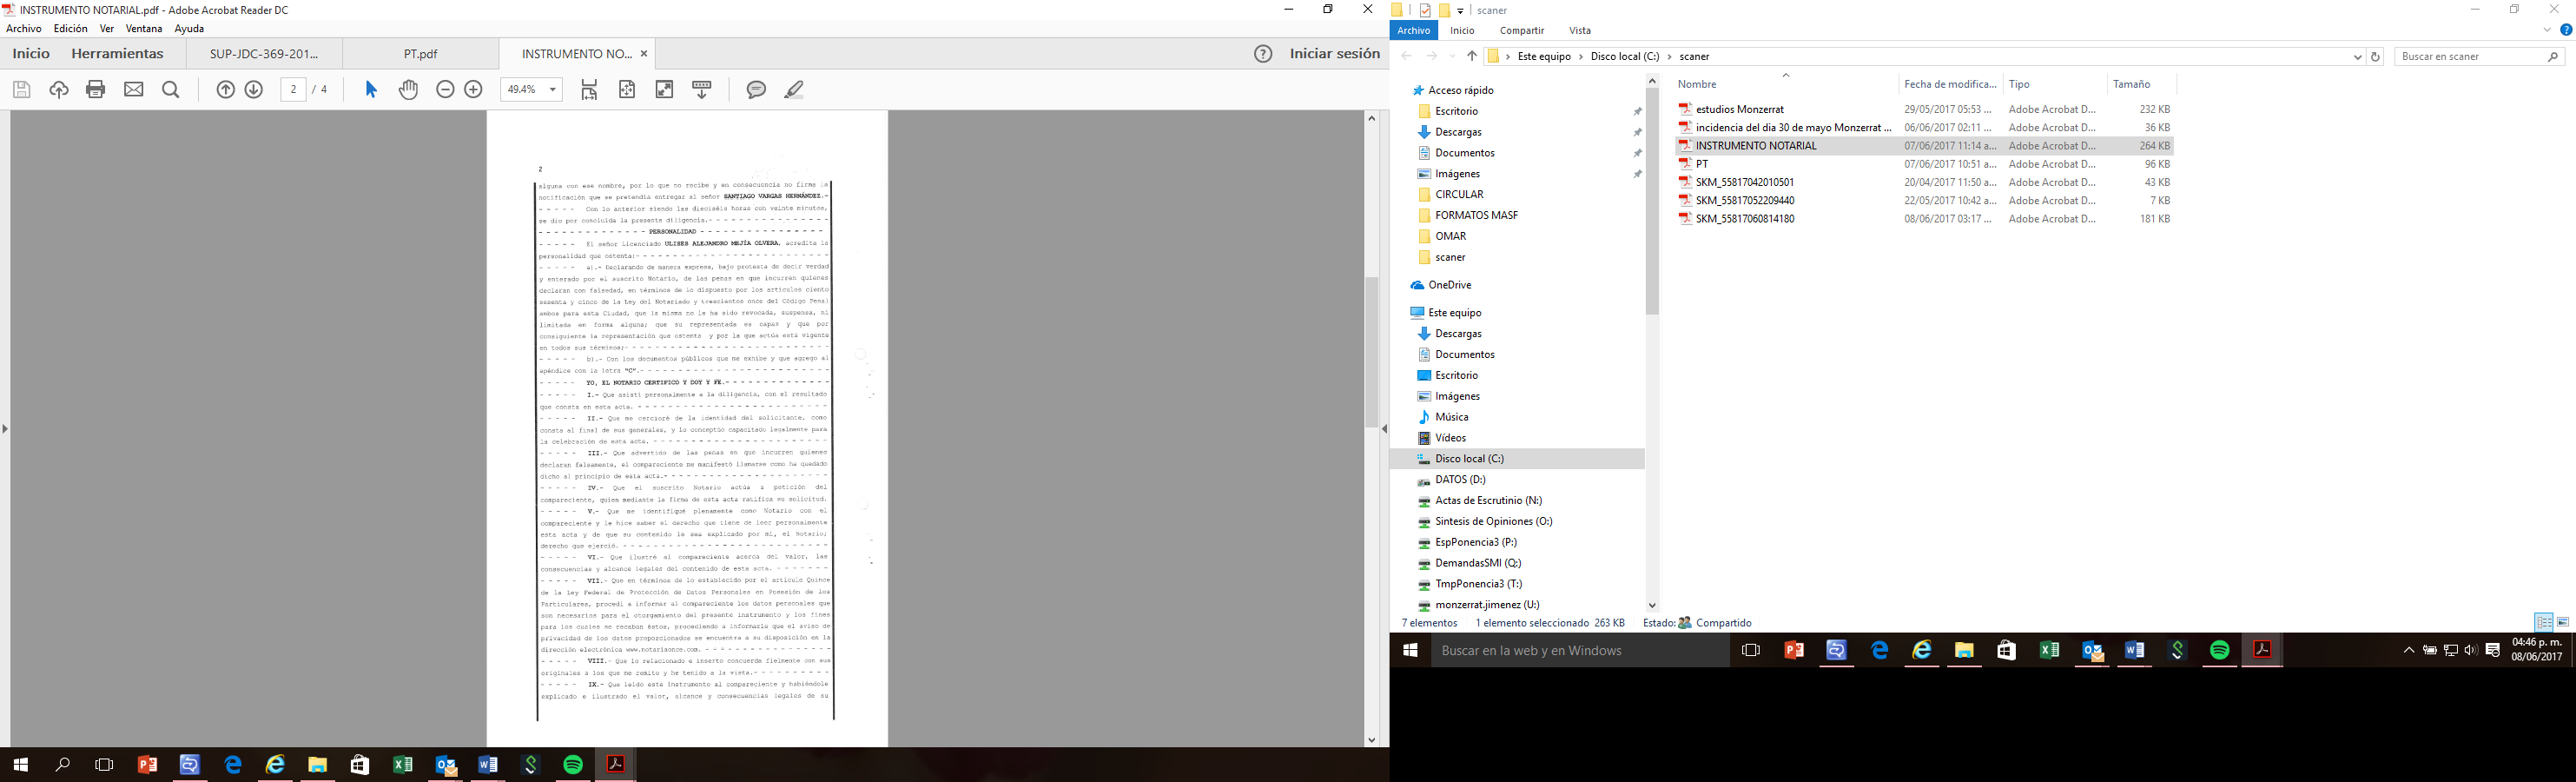 INSTRUMENTO NOTARIAL.pdf - Adobe Acrobat Reader DC
Archivo Edición Ver Ventana Ayuda
Inicio Herramientas SUP-JDC-369-201... PT.pdf INSTRUMENTO NO... × ? Iniciar sesión
2 / 4 49.4%
2
alguna con ese nombre, por lo que no recibe y en consecuencia no firma la
notificación que se pretendía entregar al señor SANTIAGO VARGAS HERNÁNDEZ.-
- - - - - Con lo anterior siendo las dieciséis horas con veinte minutos,
se dio por concluida la presente diligencia.- - - - - - - - - - - - - - - -
- - - - - - - - - - - - - - - PERSONALIDAD - - - - - - - - - - - - - - - - -
- - - - - El señor Licenciado ULISES ALEJANDRO MEJÍA OLVERA, acredita la
personalidad que ostenta:- - - - - - - - - - - - - - - - - - - - - - - - -
- - - - - a).- Declarando de manera expresa, bajo protesta de decir verdad
y enterado por el suscrito Notario, de las penas en que incurren quienes
declaran con falsedad, en términos de lo dispuesto por los artículos ciento
sesenta y cinco de la Ley del Notariado y trescientos once del Código Penal
ambos para esta Ciudad, que la misma no le ha sido revocada, suspensa, ni
limitada en forma alguna; que su representada es capaz y que por
consiguiente la representación que ostenta y por la que actúa está vigente
en todos sus términos;- - - - - - - - - - - - - - - - - - - - - - - - - -
- - - - - b).- Con los documentos públicos que me exhibe y que agrego al
apéndice con la letra "C".- - - - - - - - - - - - - - - - - - - - - - - -
- - - - - YO, EL NOTARIO CERTIFICO Y DOY Y FE.- - - - - - - - - - - - - -
- - - - - I.- Que asistí personalmente a la diligencia, con el resultado
que consta en esta acta. - - - - - - - - - - - - - - - - - - - - - - - - -
- - - - - II.- Que me cercioré de la identidad del solicitante, como
consta al final de sus generales, y lo conceptúo capacitado legalmente para
la celebración de esta acta. - - - - - - - - - - - - - - - - - - - - - - -
- - - - - III.- Que advertido de las penas en que incurren quienes
declaran falsamente, el compareciente me manifestó llamarse como ha quedado
dicho al principio de esta acta.- - - - - - - - - - - - - - - - - - - - -
- - - - - IV.- Que el suscrito Notario actúa a petición del
compareciente, quien mediante la firma de esta acta ratifica su solicitud.
- - - - - V.- Que me identifiqué plenamente como Notario con el
compareciente y le hice saber el derecho que tiene de leer personalmente
esta acta y de que su contenido le sea explicado por mí, el Notario;
derecho que ejerció. - - - - - - - - - - - - - - - - - - - - - - - - - - -
- - - - - VI.- Que ilustré al compareciente acerca del valor, las
consecuencias y alcance legales del contenido de esta acta. - - - - - - - -
- - - - - VII.- Que en términos de lo establecido por el artículo Quince
de la Ley Federal de Protección de Datos Personales en Posesión de los
Particulares, procedí a informar al compareciente los datos personales que
son necesarios para el otorgamiento del presente instrumento y los fines
para los cuales se recaban éstos, procediendo a informarle que el aviso de
privacidad de los datos proporcionados se encuentra a su disposición en la
dirección electrónica www.notariaonce.com. - - - - - - - - - - - - - - - -
- - - - - VIII.- Que lo relacionado e inserto concuerda fielmente con sus
originales a los que me remito y he tenido a la vista.- - - - - - - - - -
- - - - - IX.- Que leído este Instrumento al compareciente y habiéndole
explicado e ilustrado el valor, alcance y consecuencias legales de su
scaner
Archivo Inicio Compartir Vista
Este equipo Disco local (C:) scaner
Buscar en scaner
Acceso rápido
Escritorio
Descargas
Documentos
Imágenes
CIRCULAR
FORMATOS MASF
OMAR
scaner
OneDrive
Este equipo
Descargas
Documentos
Escritorio
Imágenes
Música
Vídeos
Disco local (C:)
DATOS (D:)
Actas de Escrutinio (N:)
Sintesis de Opiniones (O:)
EspPonencia3 (P:)
DemandasSMI (Q:)
TmpPonencia3 (T:)
monzerrat.jimenez (U:)
Nombre Fecha de modifica... Tipo Tamaño
estudios Monzerrat 29/05/2017 05:53 ... Adobe Acrobat D... 232 KB
incidencia del dia 30 de mayo Monzerrat ... 06/06/2017 02:11 ... Adobe Acrobat D... 36 KB
INSTRUMENTO NOTARIAL 07/06/2017 11:14 a... Adobe Acrobat D... 264 KB
PT 07/06/2017 10:51 a... Adobe Acrobat D... 96 KB
SKM_55817042010501 20/04/2017 11:50 a... Adobe Acrobat D... 43 KB
SKM_55817052209440 22/05/2017 10:42 a... Adobe Acrobat D... 7 KB
SKM_55817060814180 08/06/2017 03:17 ... Adobe Acrobat D... 181 KB
7 elementos 1 elemento seleccionado 263 KB Estado: Compartido
Buscar en la web y en Windows
04:46 p. m.
08/06/2017